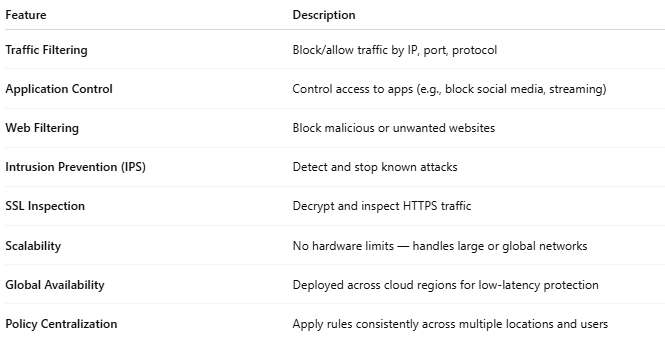 Feature Description
Traffic Filtering Block/allow traffic by IP, port, protocol
Application Control Control access to apps (e.g., block social media, streaming)
Web Filtering Block malicious or unwanted websites
Intrusion Prevention (IPS) Detect and stop known attacks
SSL Inspection Decrypt and inspect HTTPS traffic
Scalability No hardware limits — handles large or global networks
Global Availability Deployed across cloud regions for low-latency protection
Policy Centralization Apply rules consistently across multiple locations and users